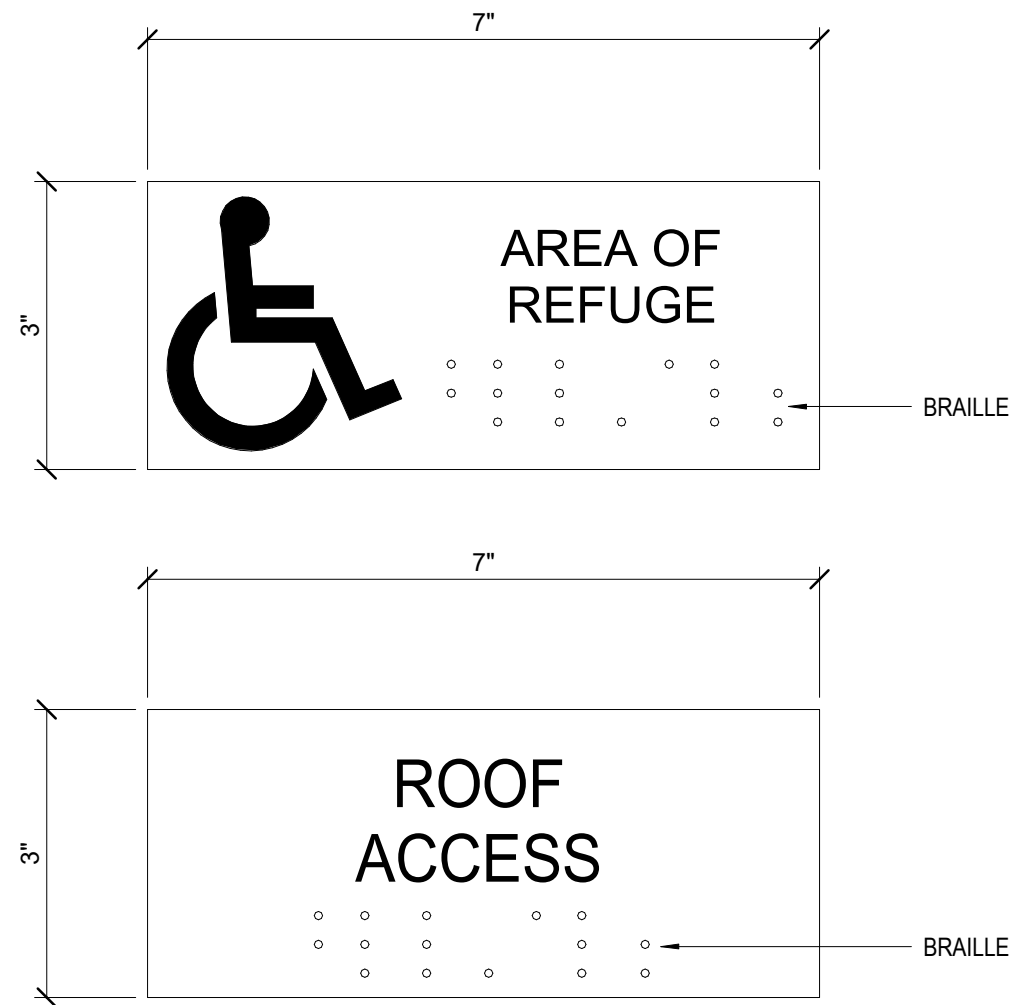 7"
3"
AREA OF
REFUGE
BRAILLE
7"
3"
ROOF
ACCESS
BRAILLE